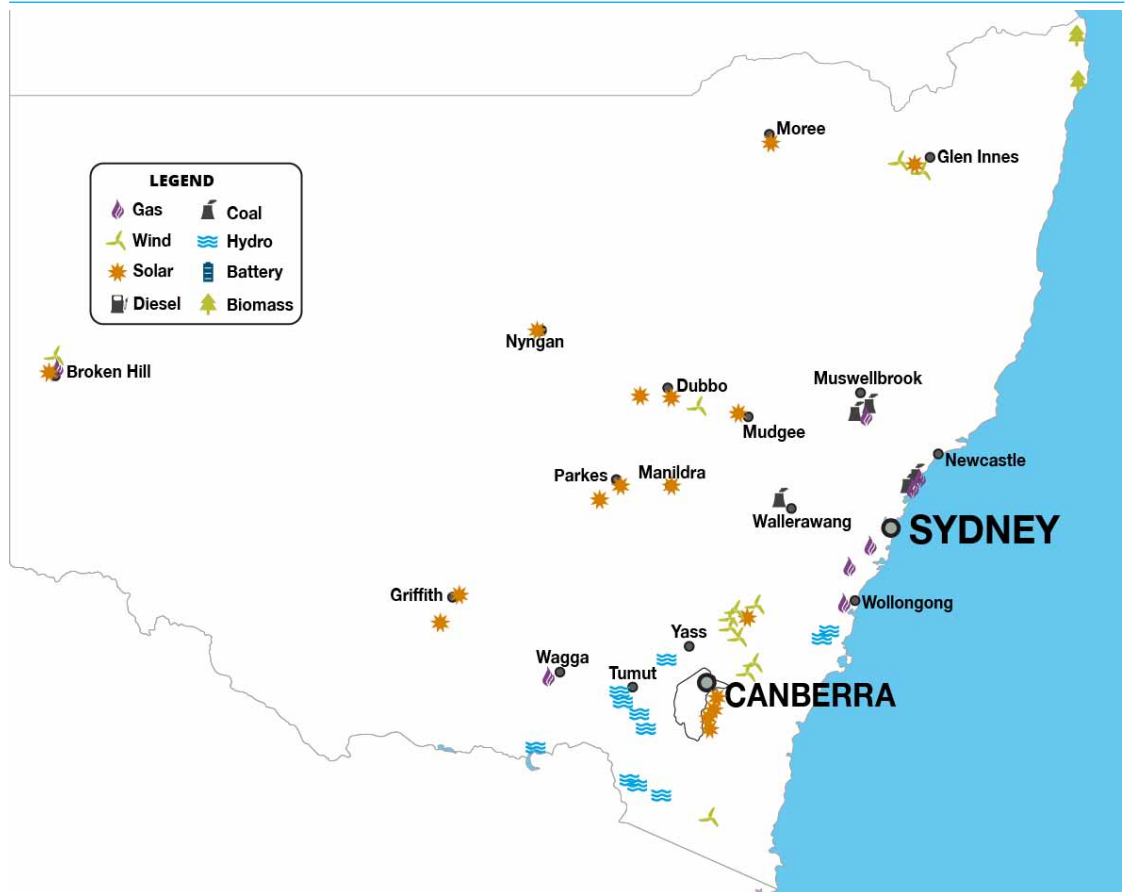 Moree
Glen Innes
LEGEND
Gas
Coal
Wind
Hydro
Solar
Battery
Diesel
Biomass
Nyngan
Broken Hill
Dubbo
Muswellbrook
Mudgee
Newcastle
Parkes
Manildra
Wallerawang
SYDNEY
Griffith
Wollongong
Yass
Wagga
Tumut
CANBERRA